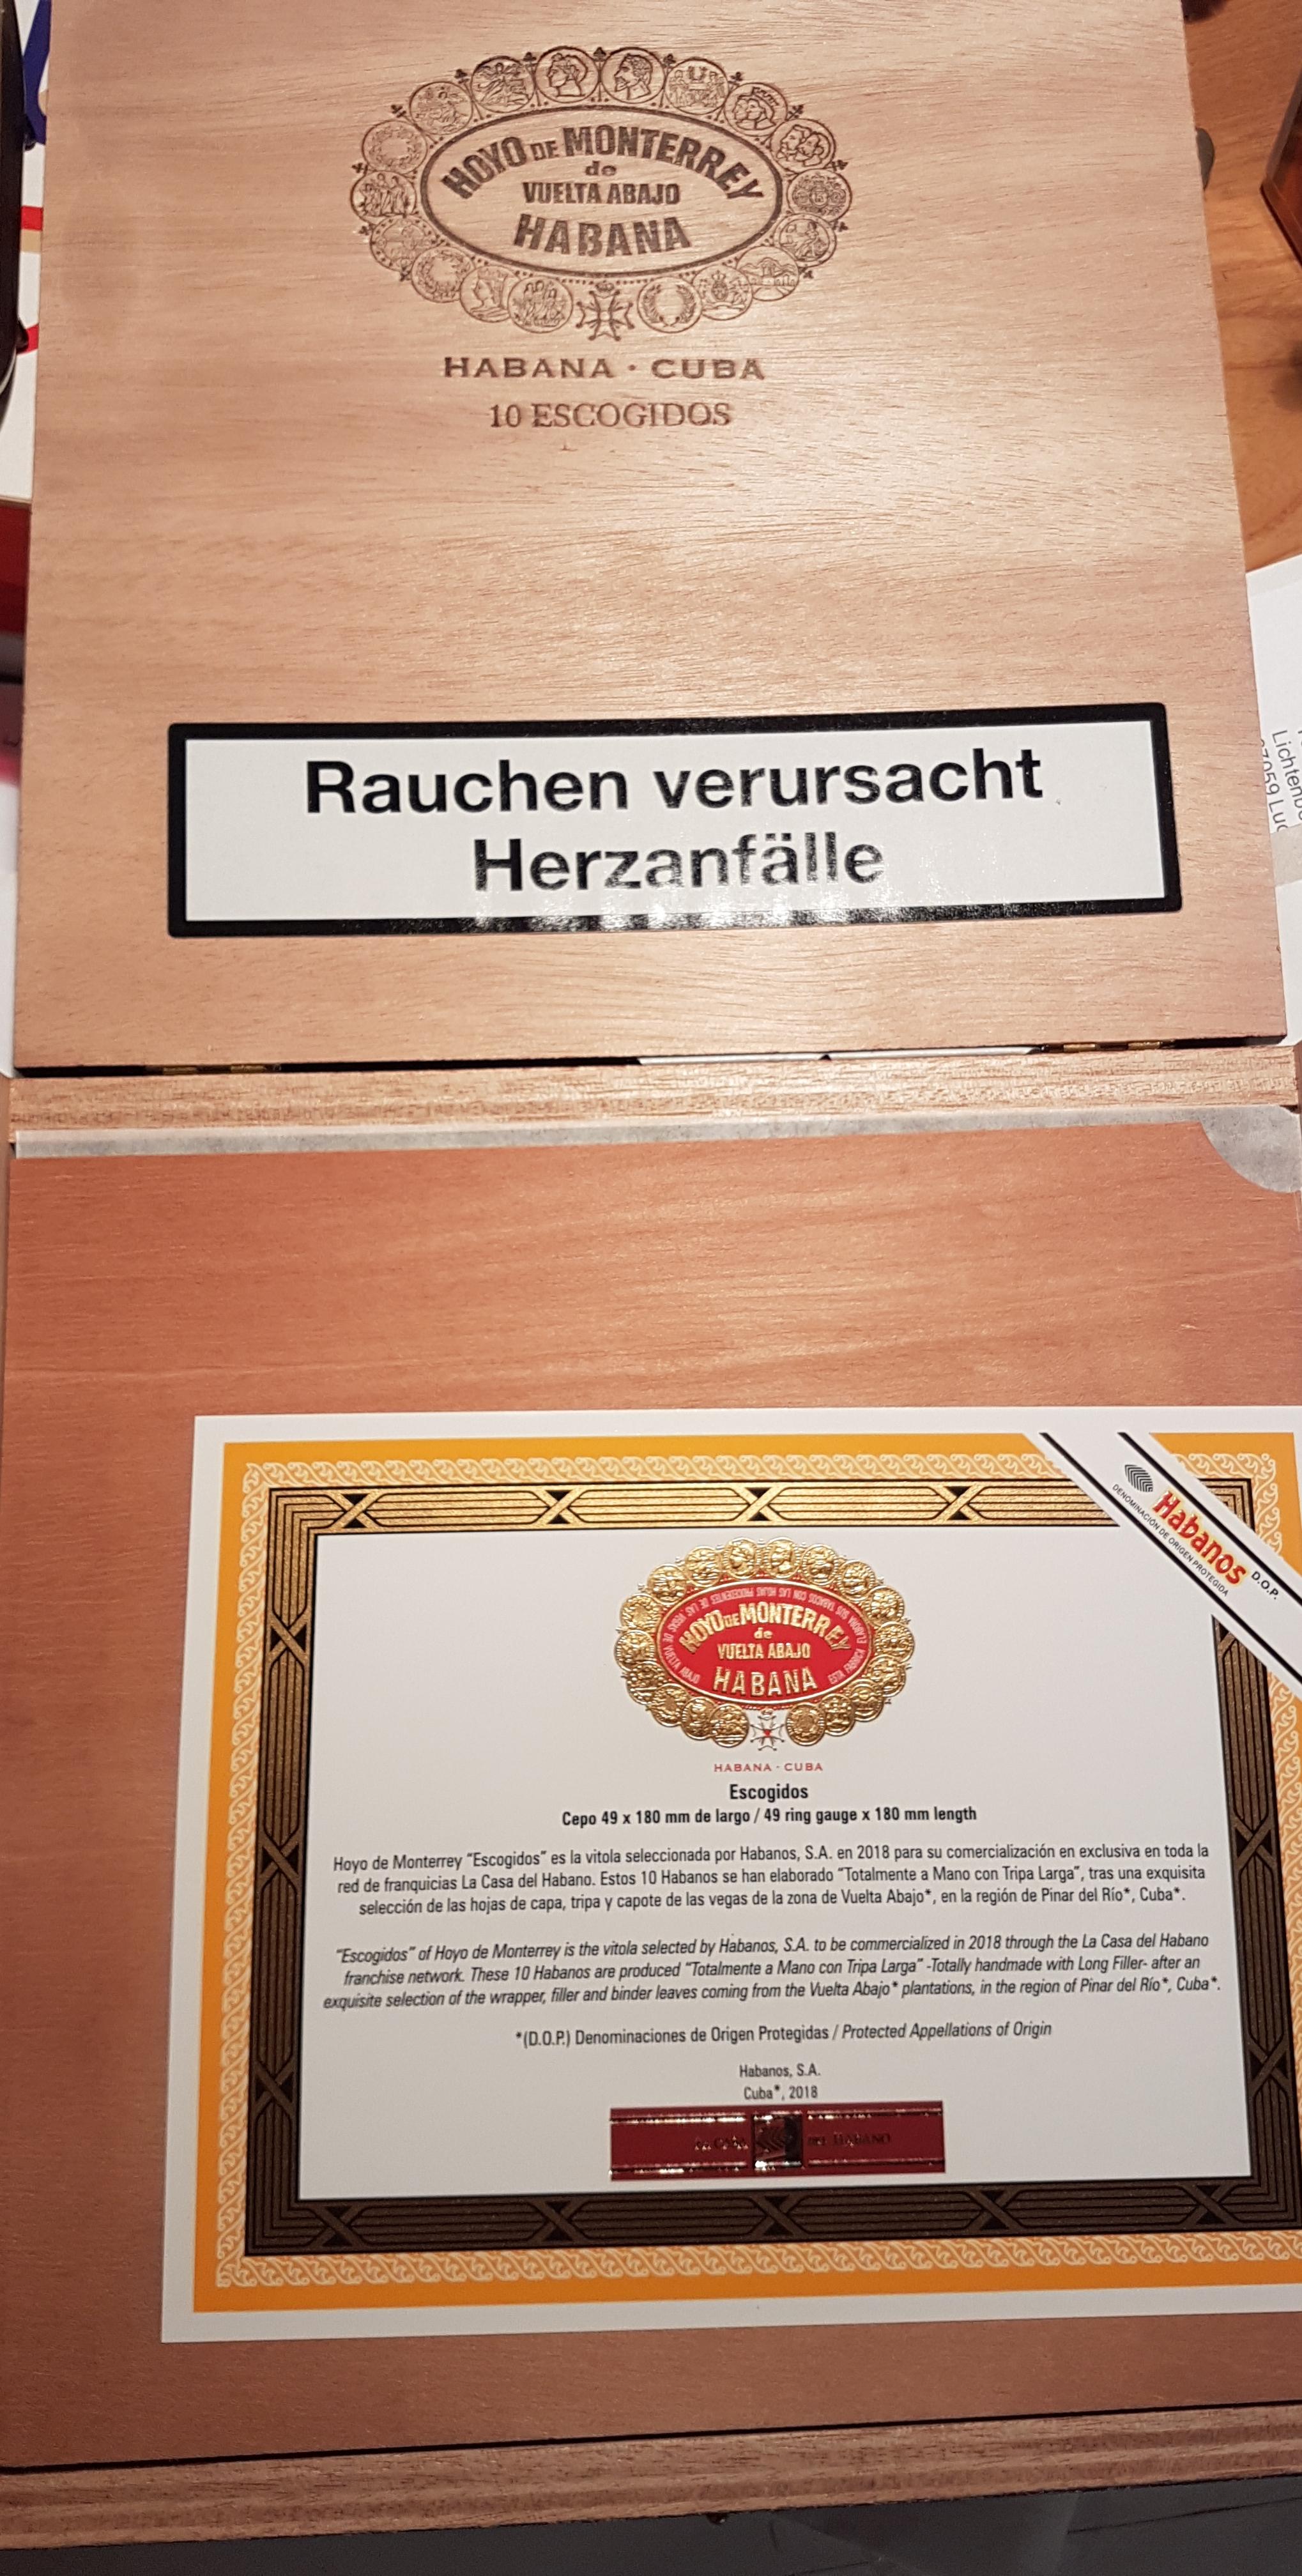 HOYO DE MONTERREY
de
VUELTA ABAJO
HABANA
HABANA · CUBA
10 ESCOGIDOS
Rauchen verursacht
Herzanfälle
Habanos D.O.P.
DENOMINACIÓN DE ORIGEN PROTEGIDA
HOYO DE MONTERREY
de
VUELTA ABAJO
HABANA
HABANA - CUBA
Escogidos
Cepo 49 x 180 mm de largo / 49 ring gauge x 180 mm length
Hoyo de Monterrey “Escogidos” es la vitola seleccionada por Habanos, S.A. en 2018 para su comercialización en exclusiva en toda la
red de franquicias La Casa del Habano. Estos 10 Habanos se han elaborado “Totalmente a Mano con Tripa Larga”, tras una exquisita
selección de las hojas de capa, tripa y capote de las vegas de la zona de Vuelta Abajo*, en la región de Pinar del Río*, Cuba*.
“Escogidos” of Hoyo de Monterrey is the vitola selected by Habanos, S.A. to be commercialized in 2018 through the La Casa del Habano
franchise network. These 10 Habanos are produced “Totalmente a Mano con Tripa Larga” -Totally handmade with Long Filler- after an
exquisite selection of the wrapper, filler and binder leaves coming from the Vuelta Abajo* plantations, in the region of Pinar del Río*, Cuba*.
*(D.O.P.) Denominaciones de Origen Protegidas / Protected Appellations of Origin
Habanos, S.A.
Cuba*, 2018
LA CASA DEL HABANO